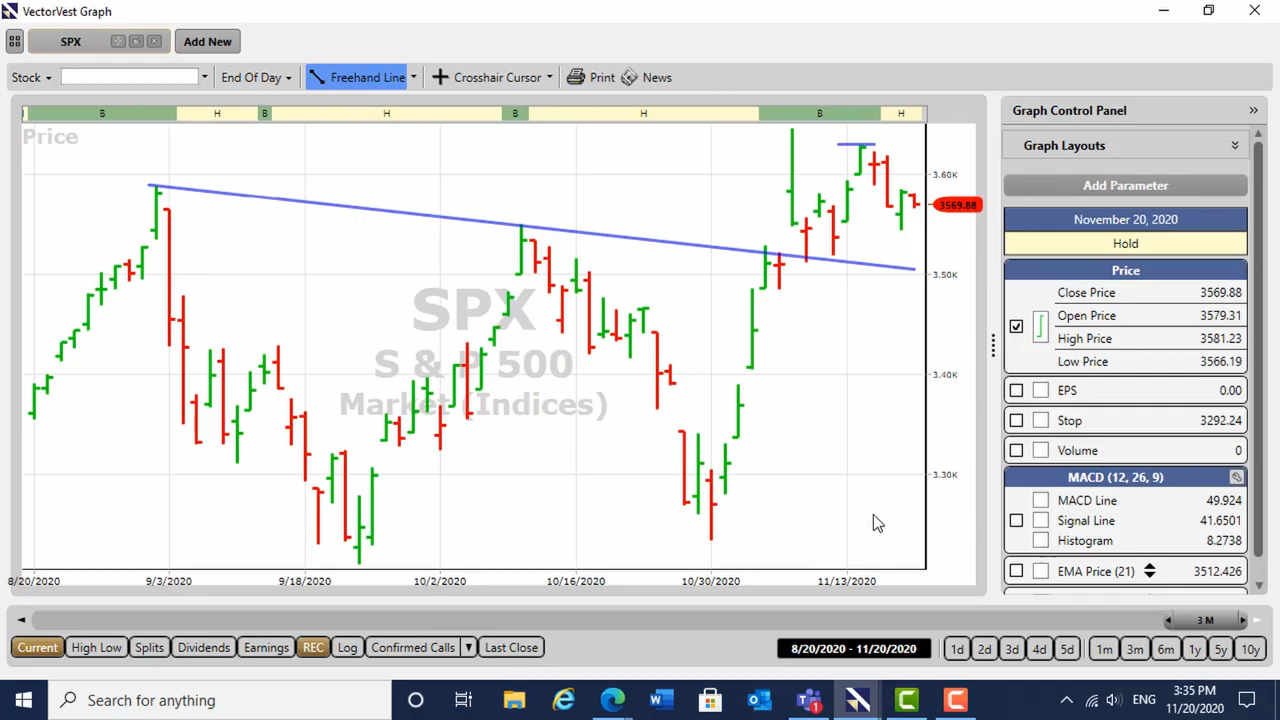 VectorVest Graph
SPX
Add New
Stock
End Of Day
Freehand Line
Crosshair Cursor
Print
News
B H B H B H B H
Price
SPX
S & P 500
Market (Indices)
3.60K
3569.88
3.50K
3.40K
3.30K
8/20/2020 9/3/2020 9/18/2020 10/2/2020 10/16/2020 10/30/2020 11/13/2020
Graph Control Panel
Graph Layouts
Add Parameter
November 20, 2020
Hold
Price
Close Price 3569.88
Open Price 3579.31
High Price 3581.23
Low Price 3566.19
EPS 0.00
Stop 3292.24
Volume 0
MACD (12, 26, 9)
MACD Line 49.924
Signal Line 41.6501
Histogram 8.2738
EMA Price (21) 3512.426
3 M
Current High Low Splits Dividends Earnings REC Log Confirmed Calls Last Close
8/20/2020 - 11/20/2020
1d 2d 3d 4d 5d 1m 3m 6m 1y 5y 10y
Search for anything
ENG
3:35 PM
11/20/2020